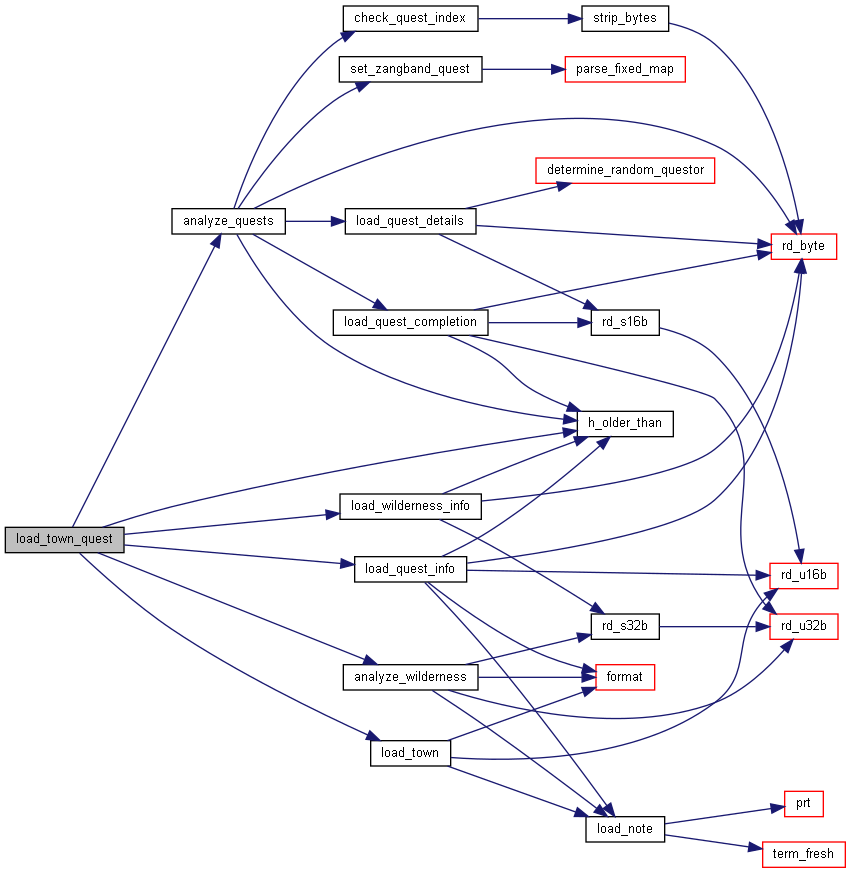 check_quest_index
strip_bytes
set_zangband_quest
parse_fixed_map
determine_random_questor
analyze_quests
load_quest_details
rd_byte
load_quest_completion
rd_s16b
h_older_than
load_wilderness_info
load_town_quest
load_quest_info
rd_u16b
rd_s32b
rd_u32b
analyze_wilderness
format
load_town
prt
load_note
term_fresh